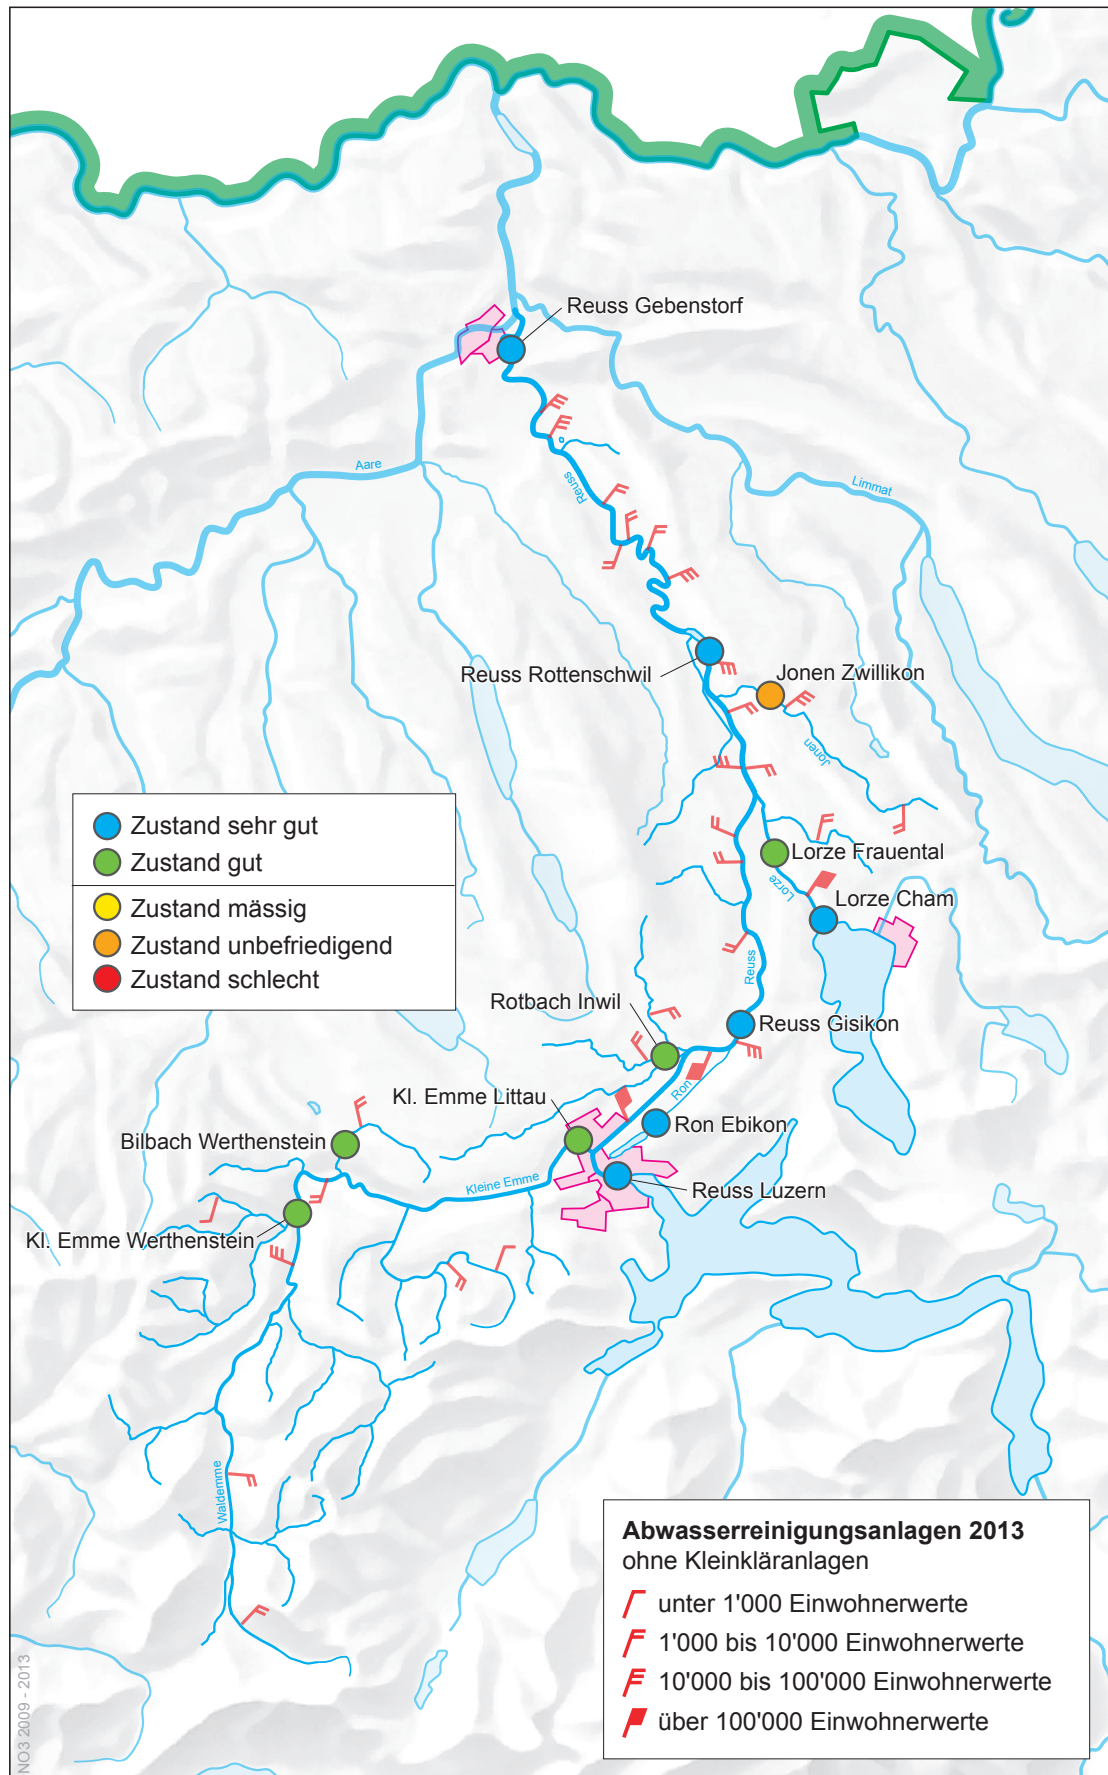 Reuss Gebenstorf
Aare
Reuss
Limmat
Reuss Rottenschwil
Jonen Zwillikon
Jonen
Zustand sehr gut
Zustand gut
Zustand mässig
Zustand unbefriedigend
Zustand schlecht
Lorze Frauental
Lorze
Lorze Cham
Reuss
Rotbach Inwil
Reuss Gisikon
Ron
Kl. Emme Littau
Ron Ebikon
Bilbach Werthenstein
Kleine Emme
Reuss Luzern
Kl. Emme Werthenstein
Waldemme
Abwasserreinigungsanlagen 2013
ohne Kleinkläranlagen
unter 1'000 Einwohnerwerte
1'000 bis 10'000 Einwohnerwerte
10'000 bis 100'000 Einwohnerwerte
über 100'000 Einwohnerwerte
NO3 2009 - 2013